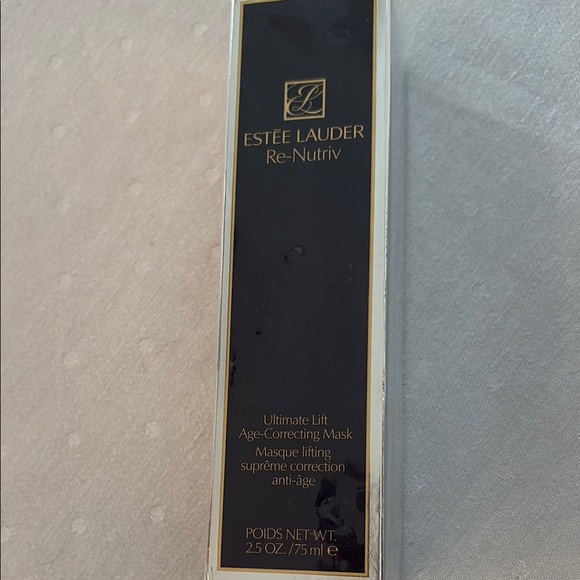 ESTĒE LAUDER
Re-Nutriv
Ultimate Lift
Age-Correcting Mask
Masque lifting
suprême correction
anti-âge
POIDS NET WT.
2.5 OZ. /75 ml ℮